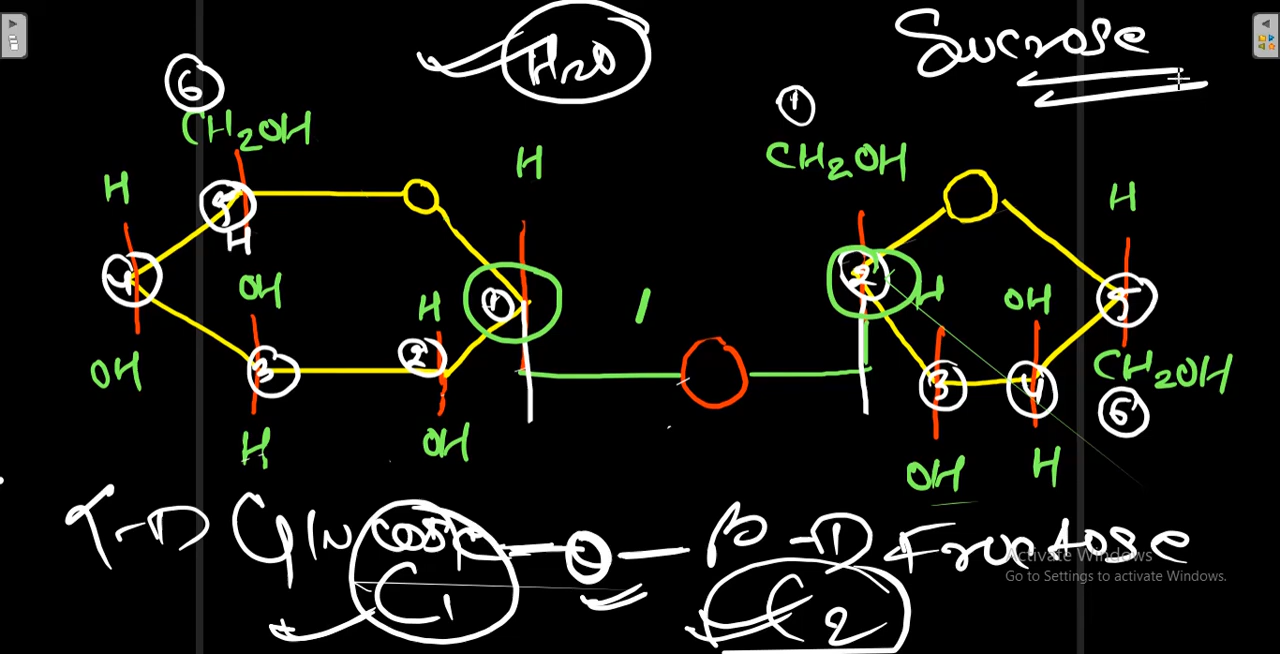 H2O
Sucrose
6
1
CH2OH
H
CH2OH
H
H
5
H
4
OH
H
1
2
H
OH
5
OH
3
2
3
4
CH2OH
6
H
OH
OH
H
D Glucose - O - β - D Fructose
C1
C2
Activate Windows
Go to Settings to activate Windows.